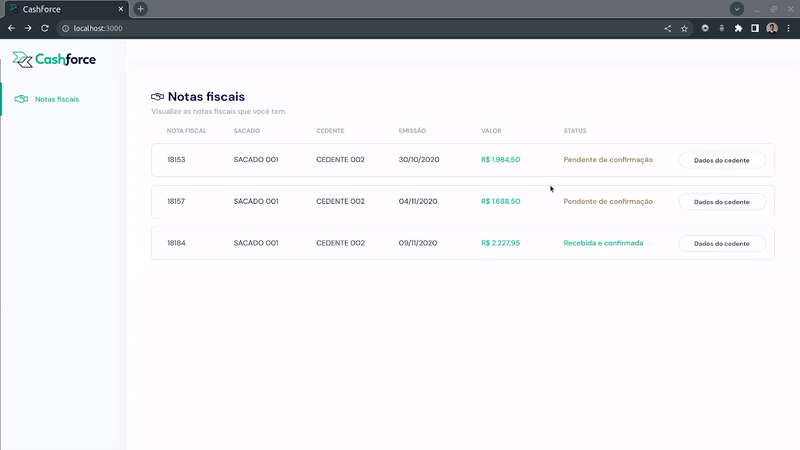 Cashforce
localhost:3000
Cashforce
Notas fiscais
Notas fiscais
Visualize as notas fiscais que você tem.
NOTA FISCAL SACADO CEDENTE EMISSÃO VALOR STATUS
18153 SACADO 001 CEDENTE 002 30/10/2020 R$ 1.984,50 Pendente de confirmação Dados do cedente
18157 SACADO 001 CEDENTE 002 04/11/2020 R$ 1.688,50 Pendente de confirmação Dados do cedente
18184 SACADO 001 CEDENTE 002 09/11/2020 R$ 2.227,95 Recebida e confirmada Dados do cedente